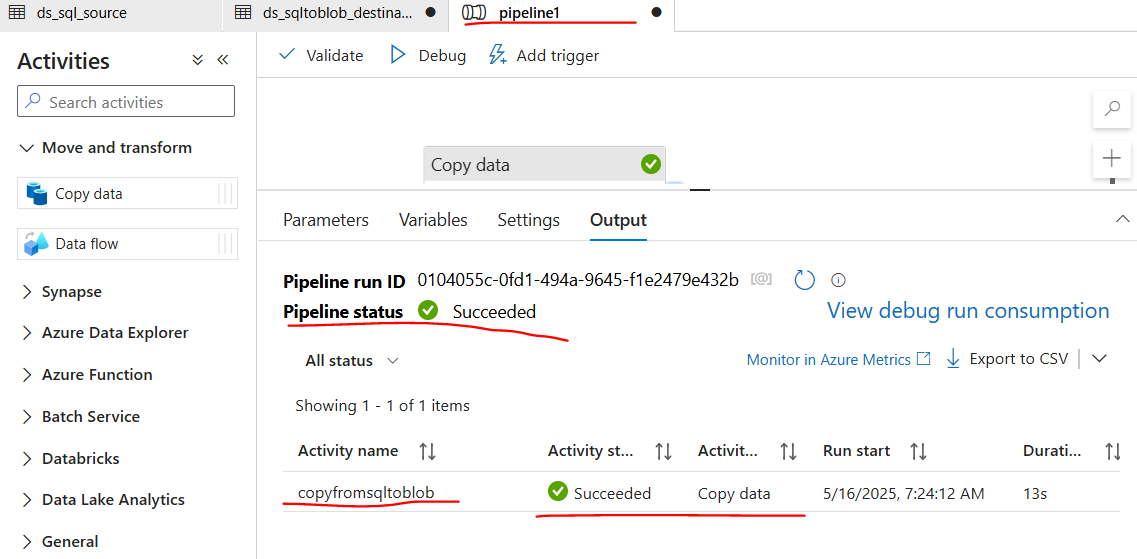 ds_sql_source
ds_sqltoblob_destina...
pipeline1
Activities
Search activities
Move and transform
Copy data
Data flow
Synapse
Azure Data Explorer
Azure Function
Batch Service
Databricks
Data Lake Analytics
General
Validate
Debug
Add trigger
Copy data
Parameters
Variables
Settings
Output
Pipeline run ID 0104055c-0fd1-494a-9645-f1e2479e432b [@]
Pipeline status Succeeded
View debug run consumption
All status
Monitor in Azure Metrics
Export to CSV
Showing 1 - 1 of 1 items
Activity name Activity st... Activit... Run start Durati...
copyfromsqltoblob Succeeded Copy data 5/16/2025, 7:24:12 AM 13s